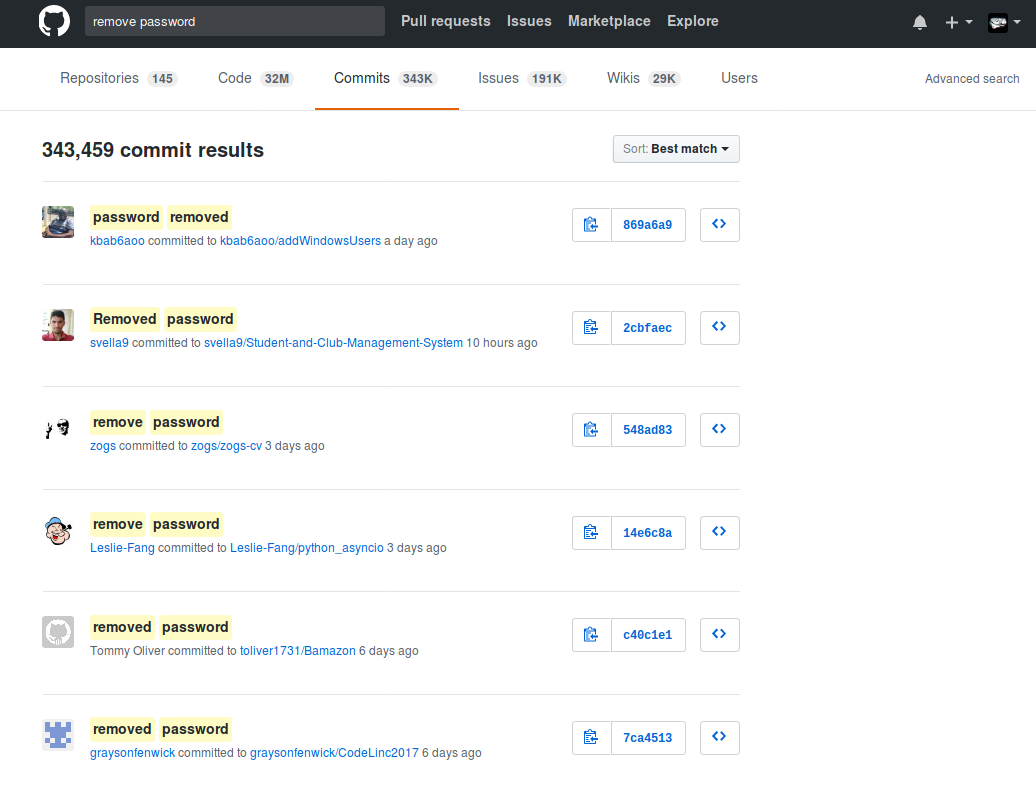 remove password Pull requests Issues Marketplace Explore
Repositories 145 Code 32M Commits 343K Issues 191K Wikis 29K Users Advanced search
343,459 commit results Sort: Best match
password removed
kbab6aoo committed to kbab6aoo/addWindowsUsers a day ago 869a6a9
Removed password
svella9 committed to svella9/Student-and-Club-Management-System 10 hours ago 2cbfaec
remove password
zogs committed to zogs/zogs-cv 3 days ago 548ad83
remove password
Leslie-Fang committed to Leslie-Fang/python_asyncio 3 days ago 14e6c8a
removed password
Tommy Oliver committed to toliver1731/Bamazon 6 days ago c40c1e1
removed password
graysonfenwick committed to graysonfenwick/CodeLinc2017 6 days ago 7ca4513